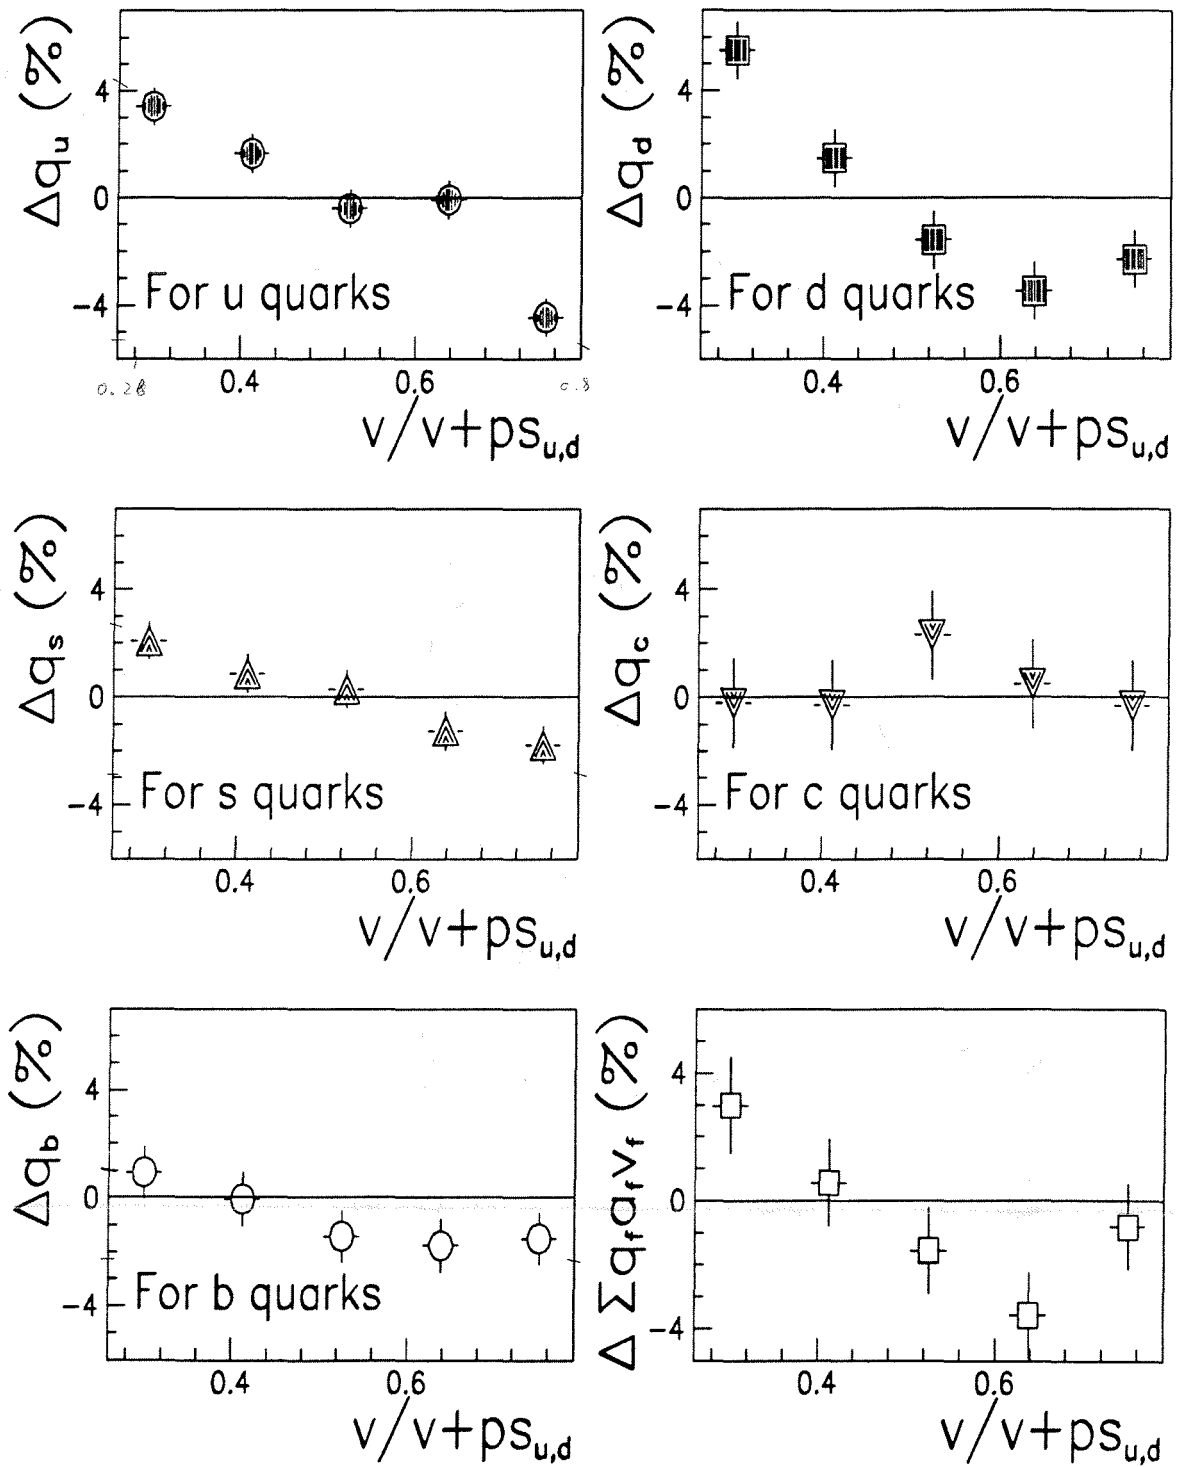 Δq_u (%)
4
0
−4
For u quarks
0.28
0.4
0.6
0.8
v/v+ps_u,d
Δq_d (%)
4
0
−4
For d quarks
0.4
0.6
v/v+ps_u,d
Δq_s (%)
4
0
−4
For s quarks
0.4
0.6
v/v+ps_u,d
Δq_c (%)
4
0
−4
For c quarks
0.4
0.6
v/v+ps_u,d
Δq_b (%)
4
0
−4
For b quarks
0.4
0.6
v/v+ps_u,d
Δ Σq_f a_f v_f (%)
4
0
−4
0.4
0.6
v/v+ps_u,d